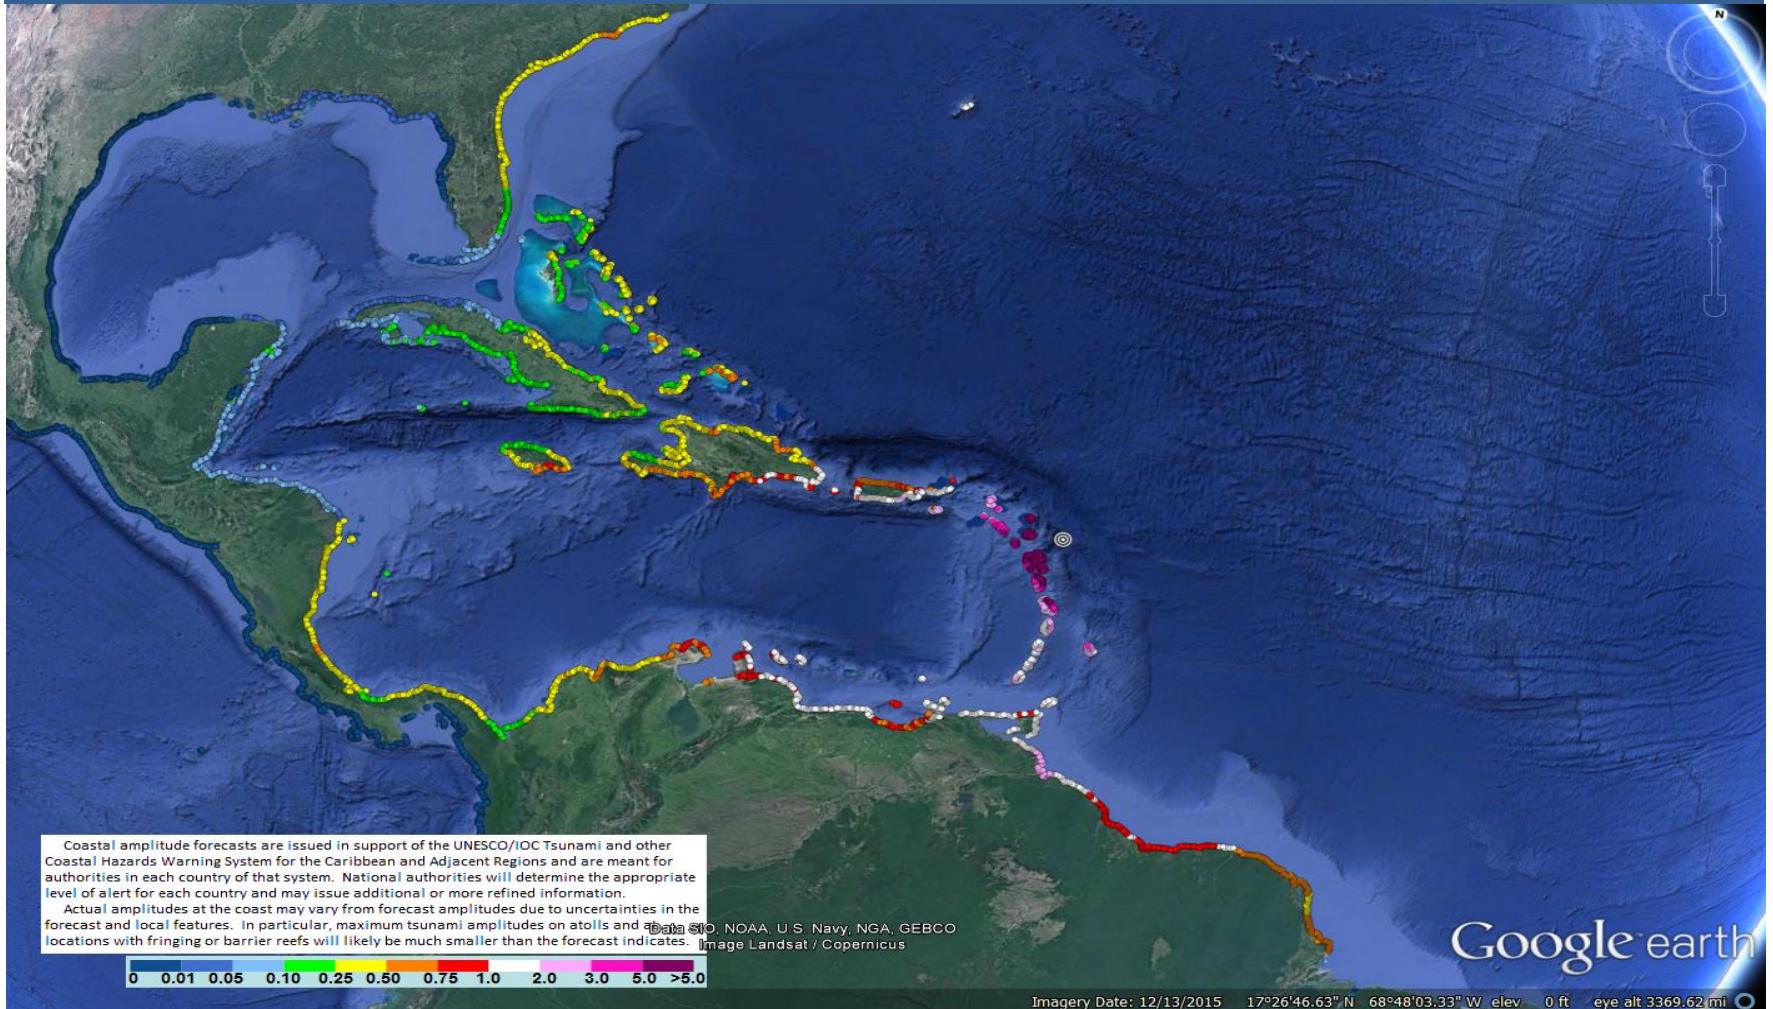 N
Coastal amplitude forecasts are issued in support of the UNESCO/IOC Tsunami and other
Coastal Hazards Warning System for the Caribbean and Adjacent Regions and are meant for
authorities in each country of that system. National authorities will determine the appropriate
level of alert for each country and may issue additional or more refined information.
Actual amplitudes at the coast may vary from forecast amplitudes due to uncertainties in the
forecast and local features. In particular, maximum tsunami amplitudes on atolls and at
locations with fringing or barrier reefs will likely be much smaller than the forecast indicates.
Data SIO, NOAA, U.S. Navy, NGA, GEBCO
Image Landsat / Copernicus
Google earth
0 0.01 0.05 0.10 0.25 0.50 0.75 1.0 2.0 3.0 5.0 >5.0
Imagery Date: 12/13/2015 17°26'46.63" N 68°48'03.33" W elev 0 ft eye alt 3369.62 mi